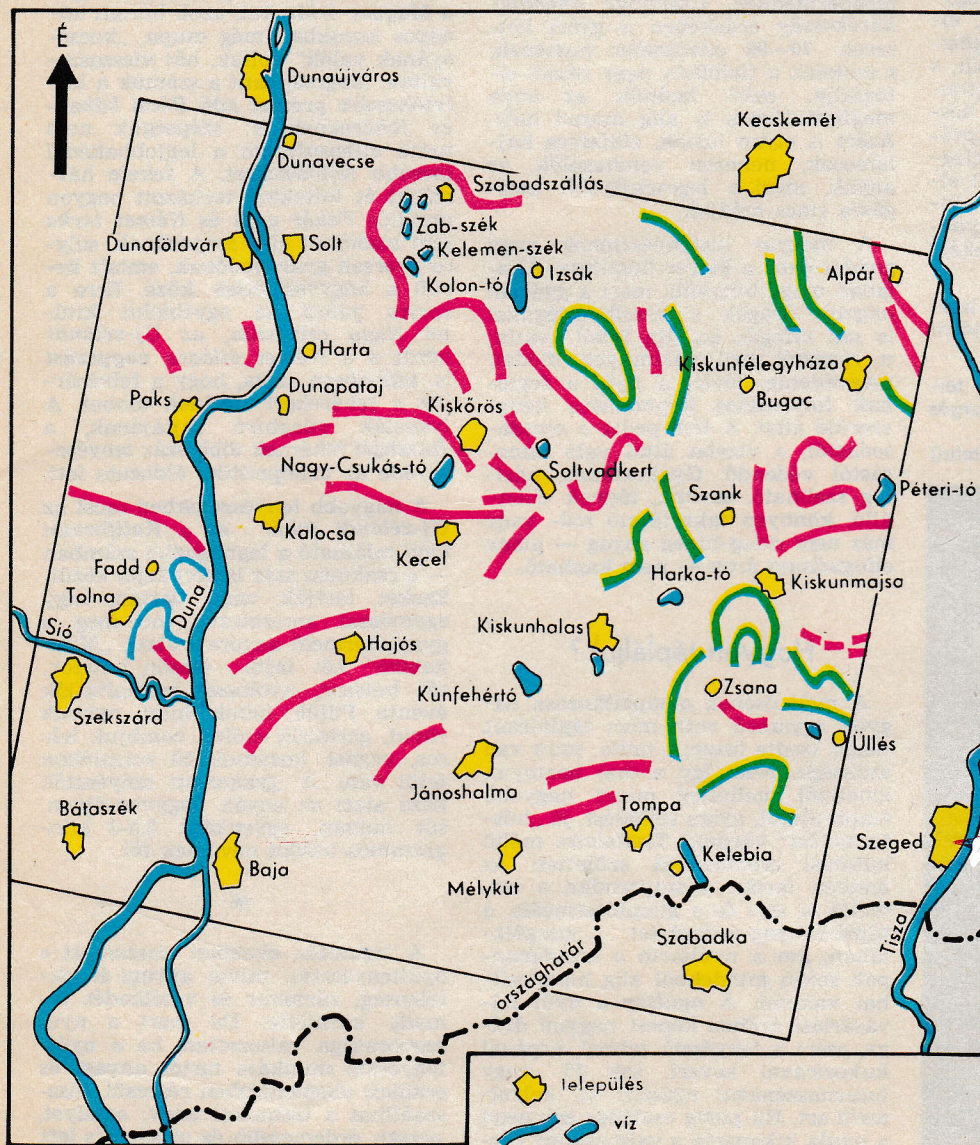 É
Dunaújváros
Kecskemét
Dunavecse
Szabadszállás
Zab-szék
Dunaföldvár
Solt
Kelemen-szék
Izsák
Alpár
Kolon-tó
Harta
Kiskunfélegyháza
Dunapataj
Bugac
Paks
Kiskőrös
Nagy-Csukás-tó
Soltvadkert
Péteri-tó
Szank
Kalocsa
Kecel
Fadd
Harka-tó
Kiskunmajsa
Tolna
Duna
Sió
Kiskunhalas
Hajós
Zsana
Kúnfehértó
Szekszárd
Üllés
Jánoshalma
Bátaszék
Tompa
Szeged
Baja
Mélykút
Kelebia
Szabadka
Tisza
országhatár
település
víz